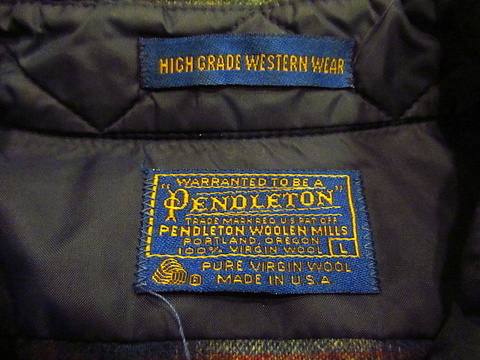 HIGH GRADE WESTERN WEAR
WARRANTED TO BE A
"PENDLETON"
TRADE MARK REG. U.S. PAT. OFF.
PENDLETON WOOLEN MILLS
PORTLAND, OREGON
100% VIRGIN WOOL L
PURE VIRGIN WOOL
MADE IN U.S.A